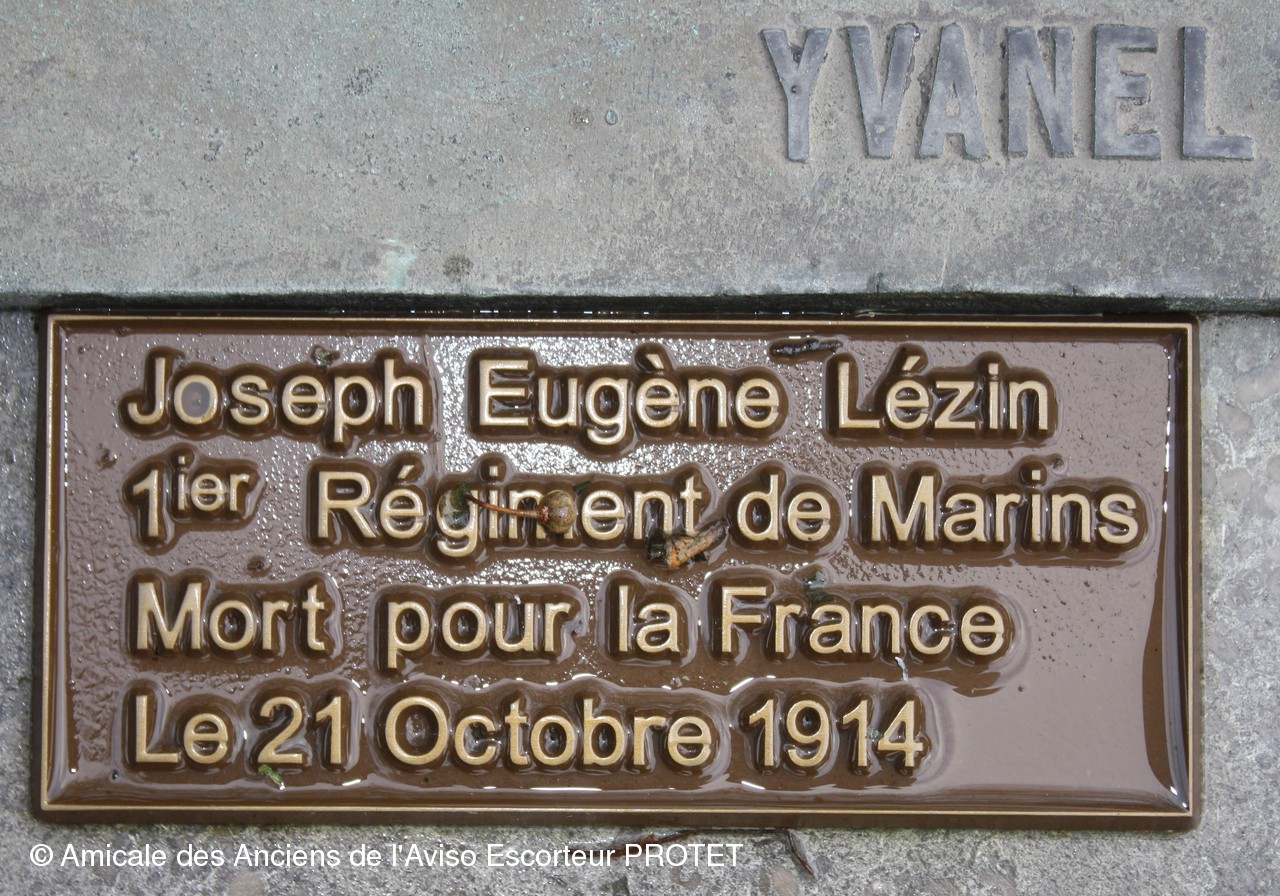 YVANEL
Joseph Eugène Lézin
1ier Régiment de Marins
Mort pour la France
Le 21 Octobre 1914
© Amicale des Anciens de l'Aviso Escorteur PROTET